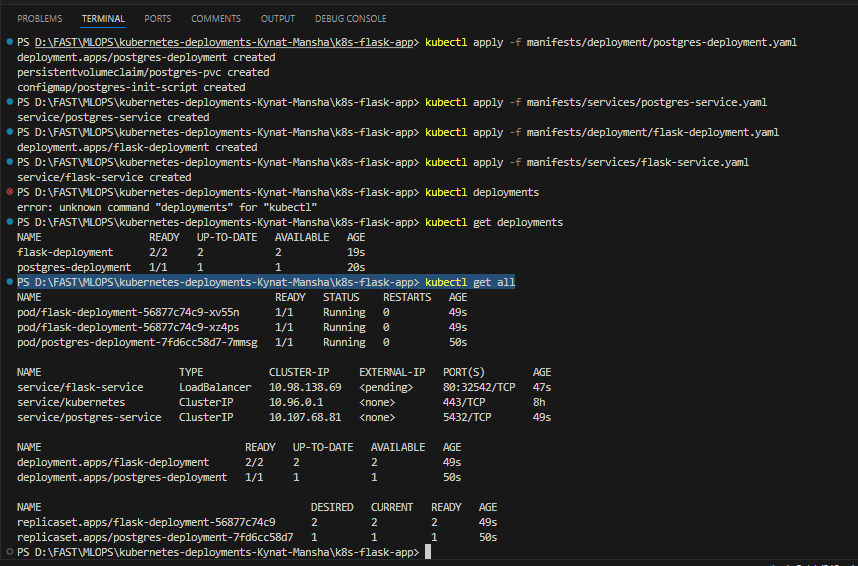 PROBLEMS TERMINAL PORTS COMMENTS OUTPUT DEBUG CONSOLE
PS D:\FAST\MLOPS\kubernetes-deployments-Kynat-Mansha\k8s-flask-app> kubectl apply -f manifests/deployment/postgres-deployment.yaml
deployment.apps/postgres-deployment created
persistentvolumeclaim/postgres-pvc created
configmap/postgres-init-script created
PS D:\FAST\MLOPS\kubernetes-deployments-Kynat-Mansha\k8s-flask-app> kubectl apply -f manifests/services/postgres-service.yaml
service/postgres-service created
PS D:\FAST\MLOPS\kubernetes-deployments-Kynat-Mansha\k8s-flask-app> kubectl apply -f manifests/deployment/flask-deployment.yaml
deployment.apps/flask-deployment created
PS D:\FAST\MLOPS\kubernetes-deployments-Kynat-Mansha\k8s-flask-app> kubectl apply -f manifests/services/flask-service.yaml
service/flask-service created
PS D:\FAST\MLOPS\kubernetes-deployments-Kynat-Mansha\k8s-flask-app> kubectl deployments
error: unknown command "deployments" for "kubectl"
PS D:\FAST\MLOPS\kubernetes-deployments-Kynat-Mansha\k8s-flask-app> kubectl get deployments
NAME READY UP-TO-DATE AVAILABLE AGE
flask-deployment 2/2 2 2 19s
postgres-deployment 1/1 1 1 20s
PS D:\FAST\MLOPS\kubernetes-deployments-Kynat-Mansha\k8s-flask-app> kubectl get all
NAME READY STATUS RESTARTS AGE
pod/flask-deployment-56877c74c9-xv55n 1/1 Running 0 49s
pod/flask-deployment-56877c74c9-xz4ps 1/1 Running 0 49s
pod/postgres-deployment-7fd6cc58d7-7mmsg 1/1 Running 0 50s
NAME TYPE CLUSTER-IP EXTERNAL-IP PORT(S) AGE
service/flask-service LoadBalancer 10.98.138.69 <pending> 80:32542/TCP 47s
service/kubernetes ClusterIP 10.96.0.1 <none> 443/TCP 8h
service/postgres-service ClusterIP 10.107.68.81 <none> 5432/TCP 49s
NAME READY UP-TO-DATE AVAILABLE AGE
deployment.apps/flask-deployment 2/2 2 2 49s
deployment.apps/postgres-deployment 1/1 1 1 50s
NAME DESIRED CURRENT READY AGE
replicaset.apps/flask-deployment-56877c74c9 2 2 2 49s
replicaset.apps/postgres-deployment-7fd6cc58d7 1 1 1 50s
PS D:\FAST\MLOPS\kubernetes-deployments-Kynat-Mansha\k8s-flask-app>